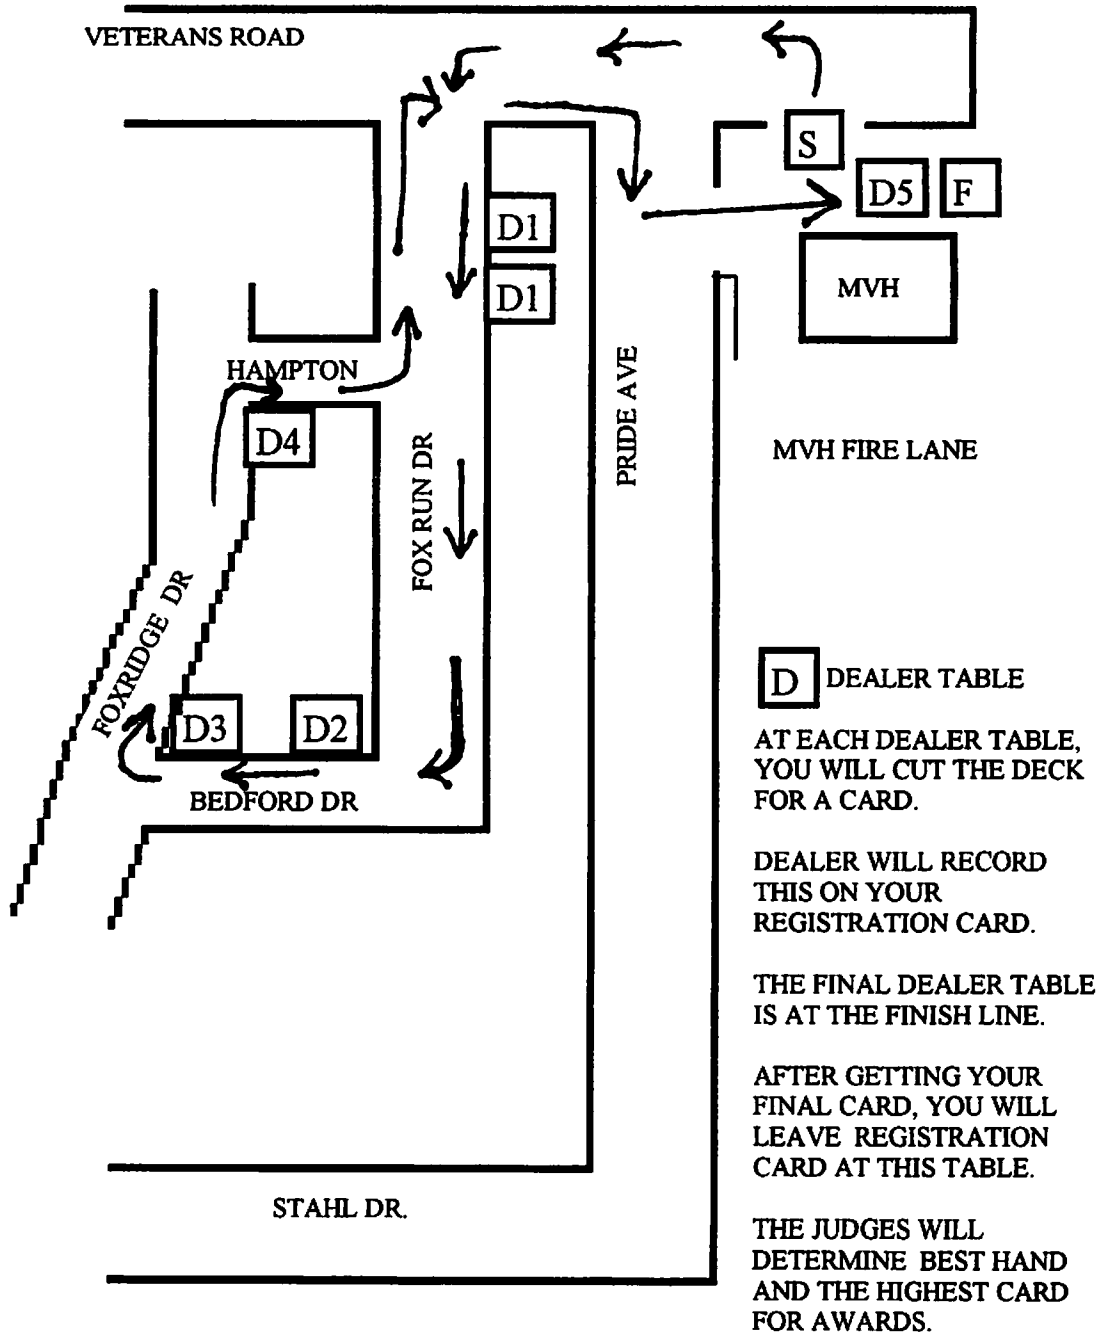 VETERANS ROAD
S
D5
F
D1
D1
MVH
HAMPTON
D4
FOX RUN DR
PRIDE AVE
MVH FIRE LANE
FOXRIDGE DR
D3
D2
BEDFORD DR
STAHL DR.
D DEALER TABLE
AT EACH DEALER TABLE,
YOU WILL CUT THE DECK
FOR A CARD.
DEALER WILL RECORD
THIS ON YOUR
REGISTRATION CARD.
THE FINAL DEALER TABLE
IS AT THE FINISH LINE.
AFTER GETTING YOUR
FINAL CARD, YOU WILL
LEAVE REGISTRATION
CARD AT THIS TABLE.
THE JUDGES WILL
DETERMINE BEST HAND
AND THE HIGHEST CARD
FOR AWARDS.